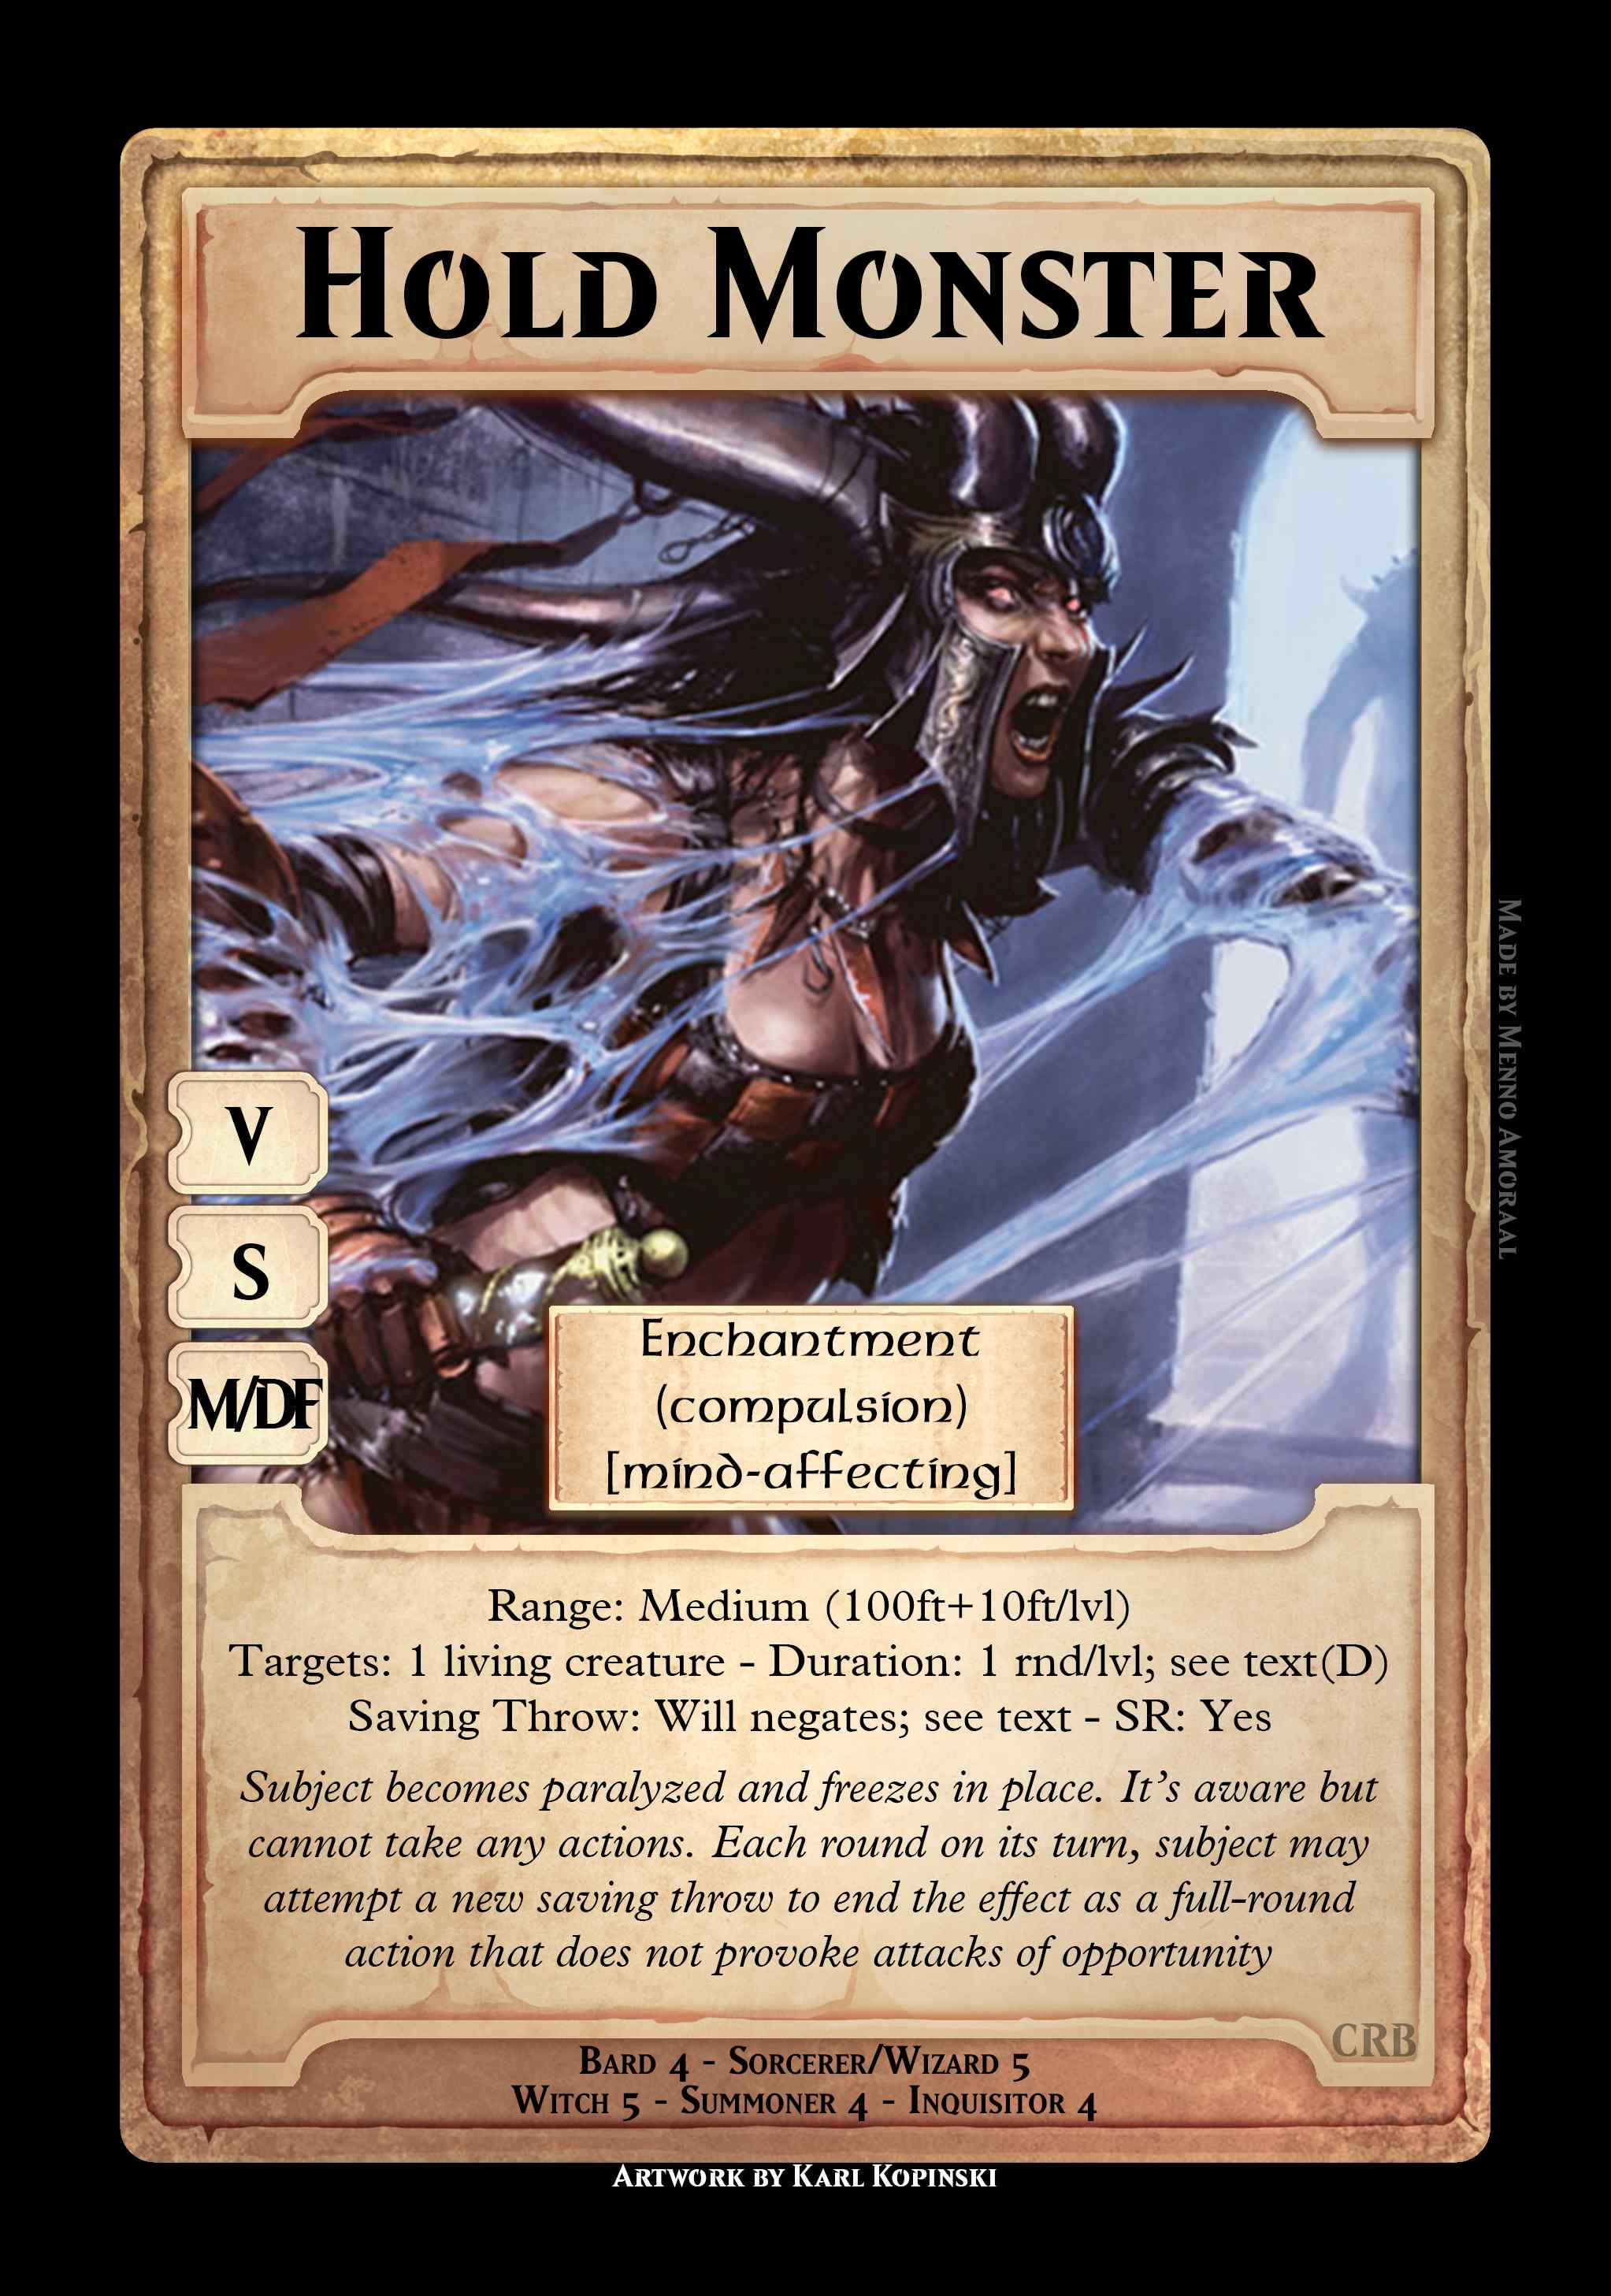 Hold Monster
V
S
M/DF
Enchantment
(compulsion)
[mind-affecting]
Range: Medium (100ft+10ft/lvl)
Targets: 1 living creature - Duration: 1 rnd/lvl; see text(D)
Saving Throw: Will negates; see text - SR: Yes
Subject becomes paralyzed and freezes in place. It's aware but
cannot take any actions. Each round on its turn, subject may
attempt a new saving throw to end the effect as a full-round
action that does not provoke attacks of opportunity
CRB
Bard 4 - Sorcerer/Wizard 5
Witch 5 - Summoner 4 - Inquisitor 4
Artwork by Karl Kopinski
Made by Menno Amoraal